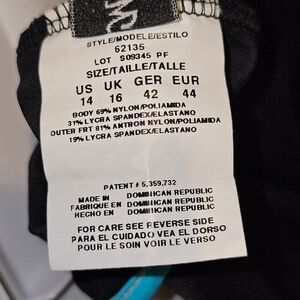 STYLE/MODELE/ESTILO
62135
LOT S09345 PF
SIZE/TAILLE/TALLE
US UK GER EUR
14 16 42 44
BODY 69% NYLON/POLIAMIDA
31% LYCRA SPANDEX/ELASTANO
OUTER FRT 81% ANTRON NYLON/POLIAMIDA
19% LYCRA SPANDEX/ELASTANO
PATENT # 5,359,732
MADE IN DOMINICAN REPUBLIC
FABRIQUE EN DOMINICAN REPUBLIC
HECHO EN DOMINICAN REPUBLIC
FOR CARE SEE REVERSE SIDE
PARA EL CUIDADO VEA EL DORSO
POUR LE SOIN VOIR LE VERSO